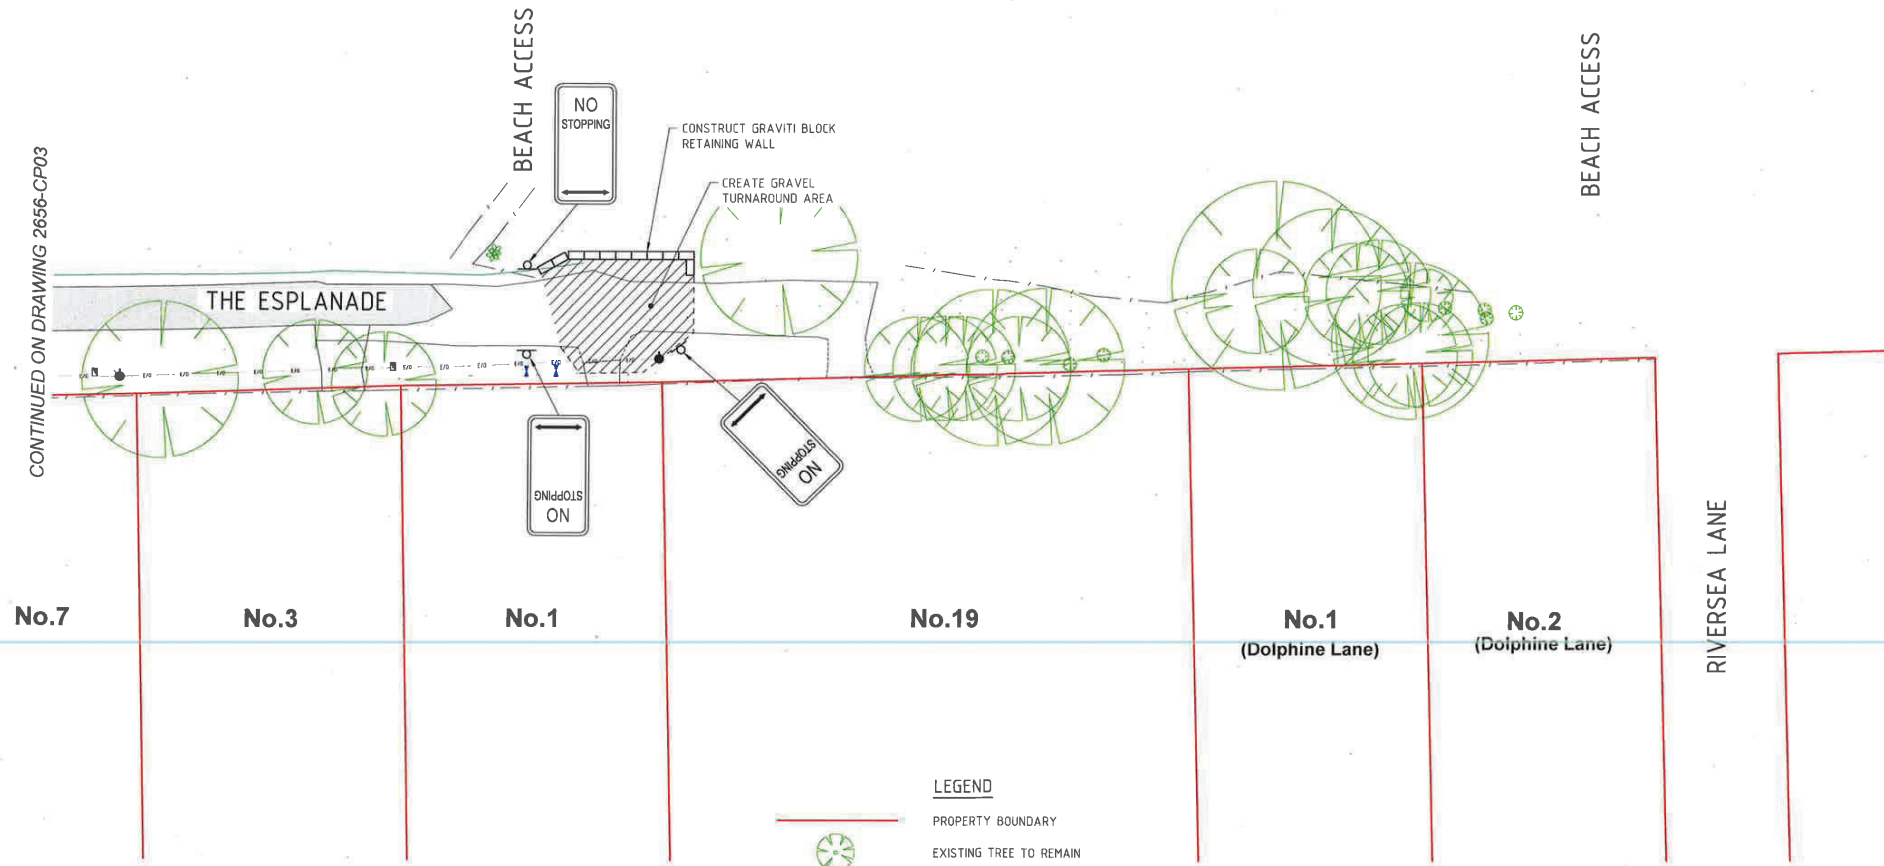 BEACH ACCESS
BEACH ACCESS
NO
STOPPING
CONSTRUCT GRAVITI BLOCK
RETAINING WALL
CREATE GRAVEL
TURNAROUND AREA
CONTINUED ON DRAWING 2656-CP03
THE ESPLANADE
E/G E/G E/G E/G E/G E/G E/G E/G E/G E/G E/G E/G
STOPPING
NO
NO
STOPPING
No.7
No.3
No.1
No.19
No.1
(Dolphine Lane)
No.2
(Dolphine Lane)
RIVERSEA LANE
LEGEND
PROPERTY BOUNDARY
EXISTING TREE TO REMAIN